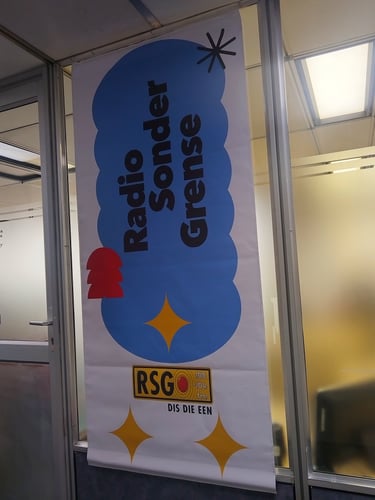 Radio
Sonder
Grense
RSG
DIS DIE EEN